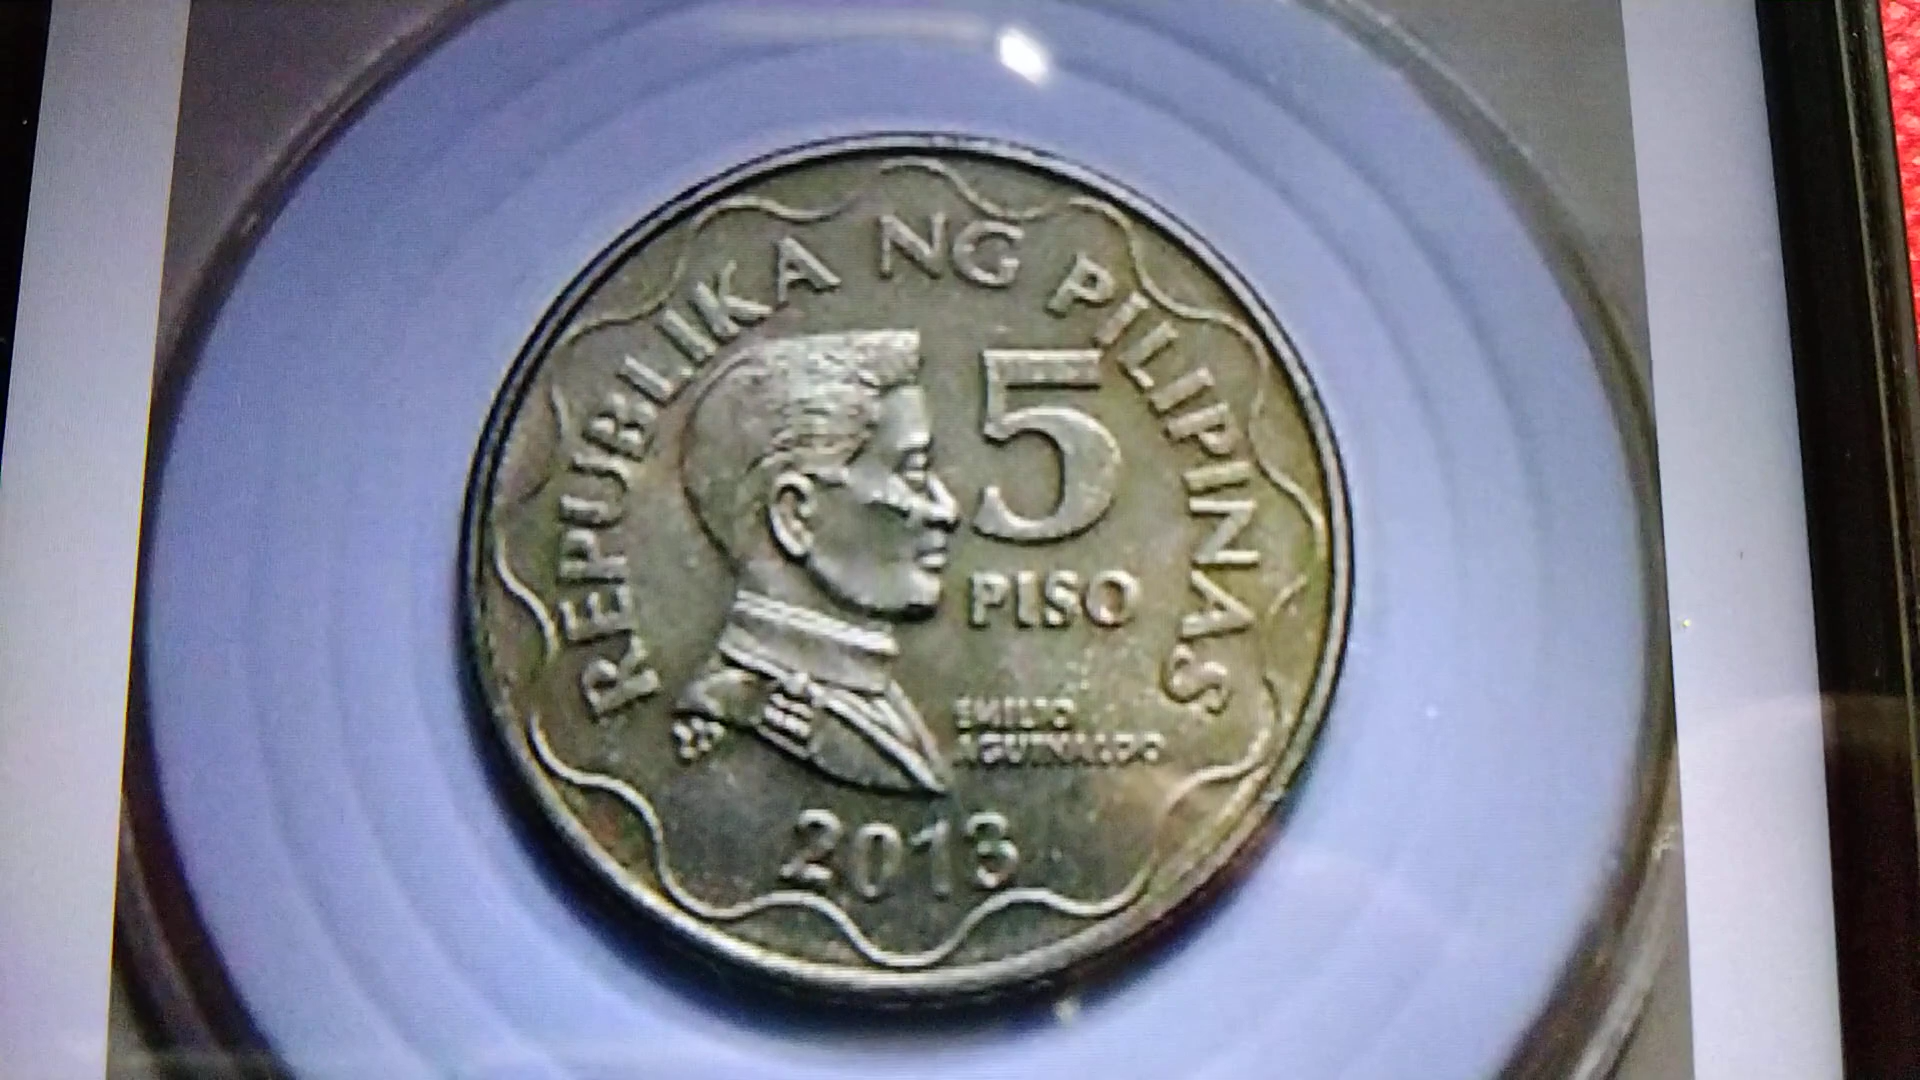 REPUBLIKA NG PILIPINAS
5
PISO
EMILIO
AGUINALDO
2013